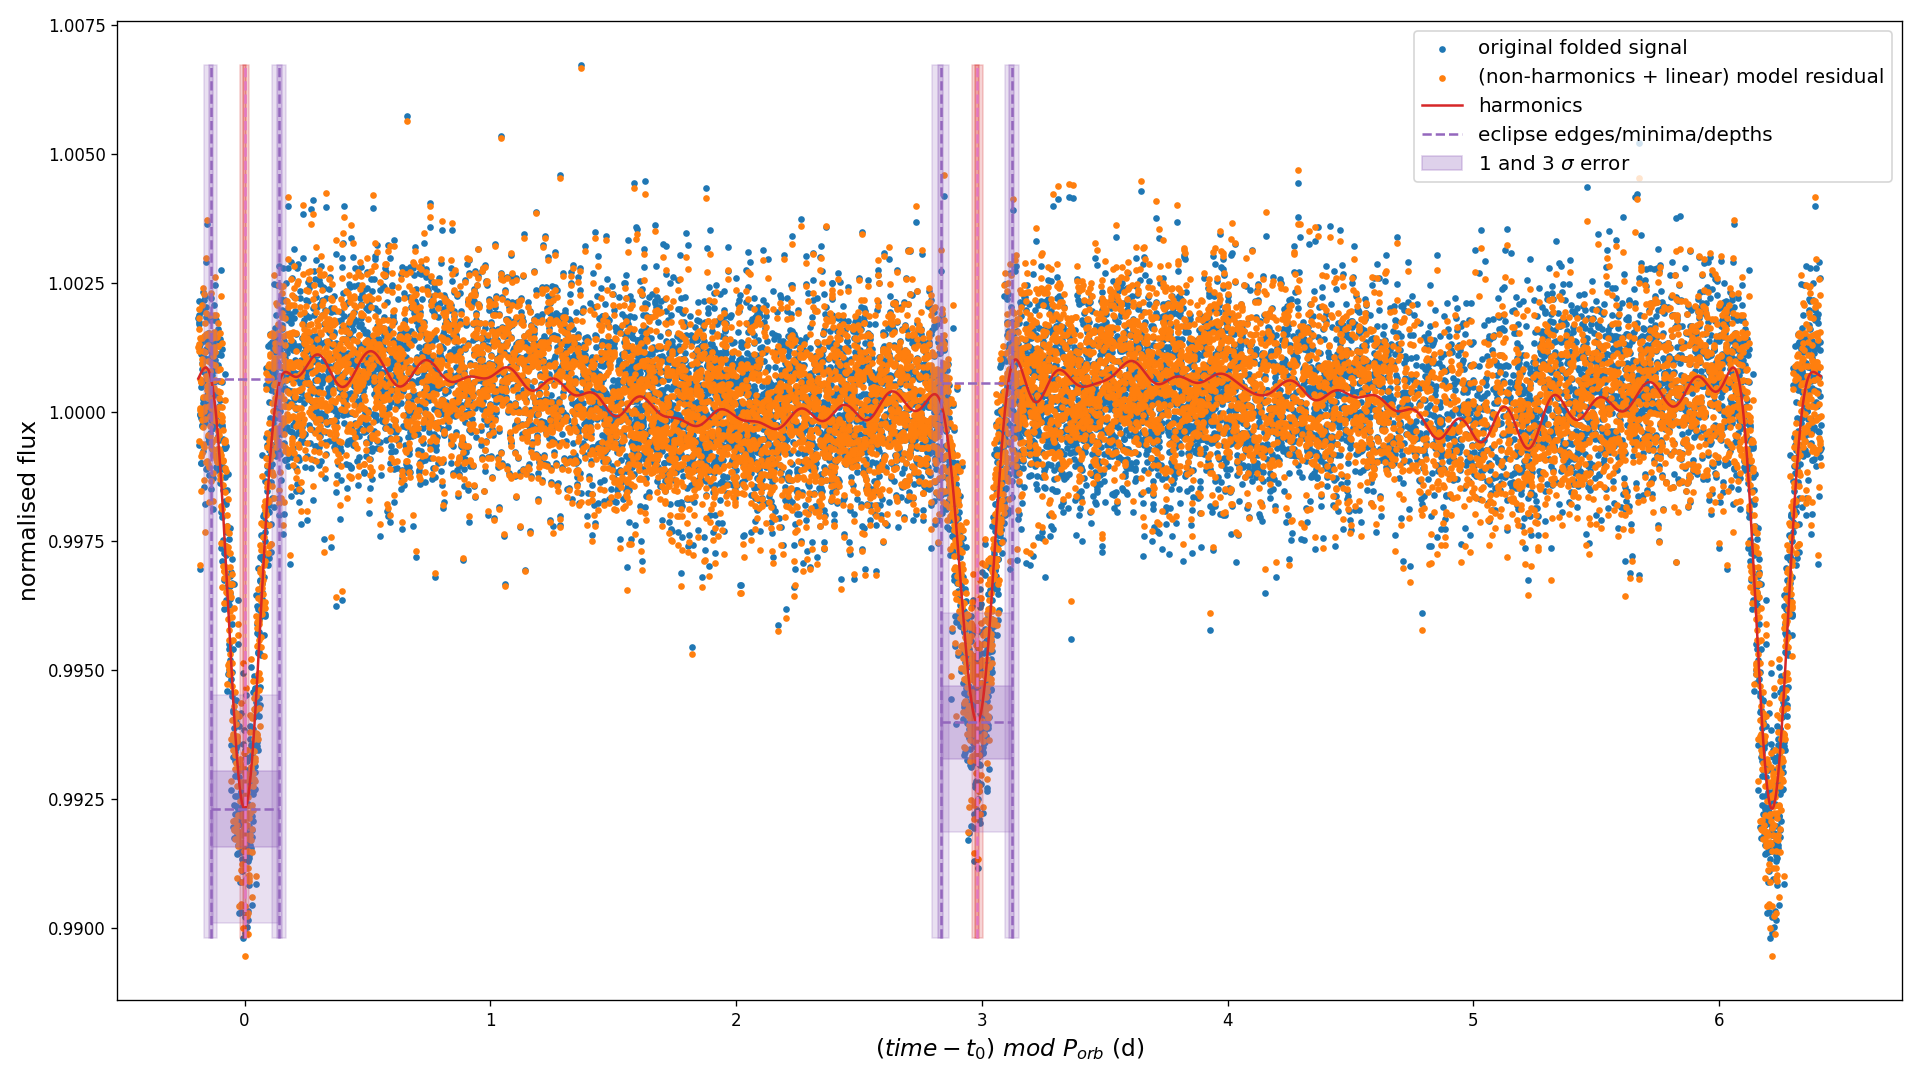 1.0075
1.0050
1.0025
1.0000
0.9975
0.9950
0.9925
0.9900
normalised flux
original folded signal
(non-harmonics + linear) model residual
harmonics
eclipse edges/minima/depths
1 and 3 σ error
0 1 2 3 4 5 6
(time − t₀) mod Pₒᵣb (d)